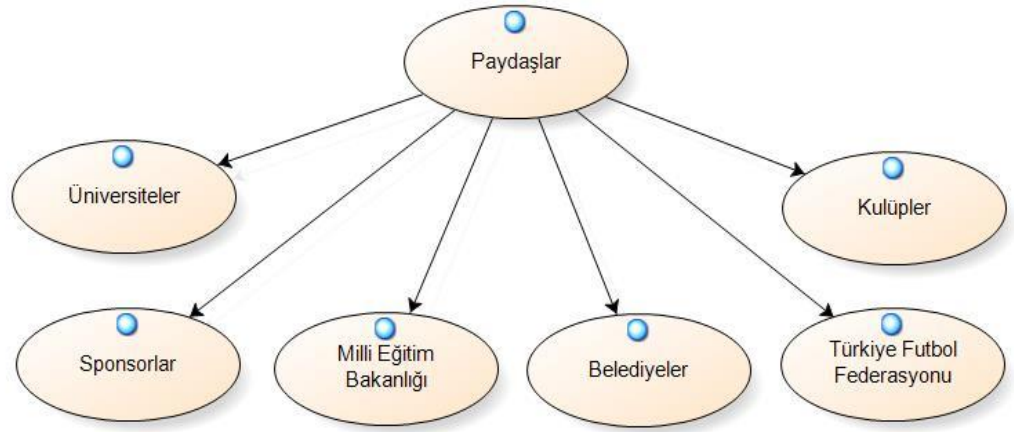 Paydaşlar
Üniversiteler
Kulüpler
Sponsorlar
Milli Eğitim
Bakanlığı
Belediyeler
Türkiye Futbol
Federasyonu